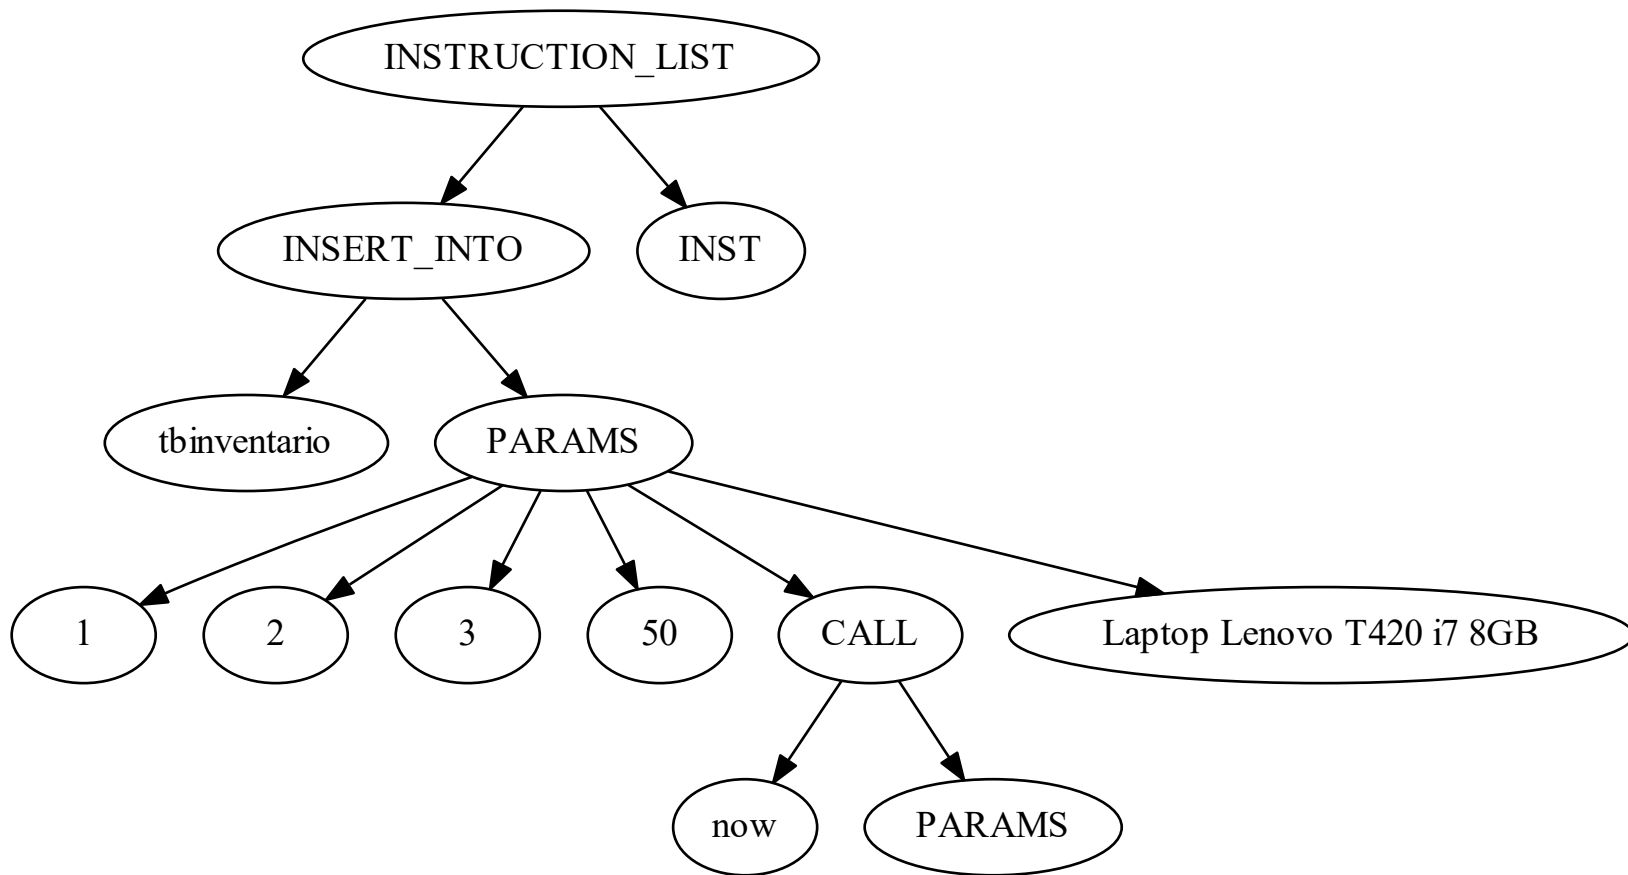 INSTRUCTION_LIST
INSERT_INTO
INST
tbinventario
PARAMS
1
2
3
50
CALL
Laptop Lenovo T420 i7 8GB
now
PARAMS